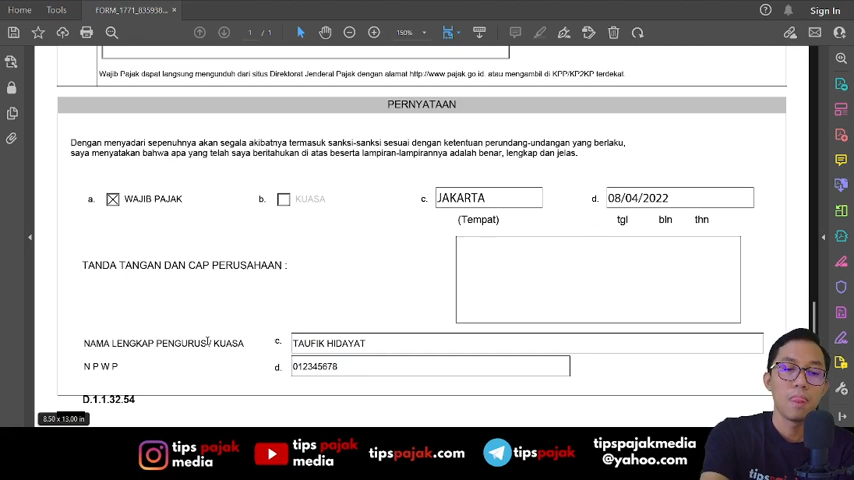 Home
Tools
FORM_1771_835938...
×
Sign In
1 / 1
150%
Wajib Pajak dapat langsung mengunduh dari situs Direktorat Jenderal Pajak dengan alamat http://www.pajak.go.id. atau mengambil di KPP/KP2KP terdekat.
PERNYATAAN
Dengan menyadari sepenuhnya akan segala akibatnya termasuk sanksi-sanksi sesuai dengan ketentuan perundang-undangan yang berlaku,
saya menyatakan bahwa apa yang telah saya beritahukan di atas beserta lampiran-lampirannya adalah benar, lengkap dan jelas.
a. WAJIB PAJAK b. KUASA c. JAKARTA d. 08/04/2022
(Tempat) tgl bln thn
TANDA TANGAN DAN CAP PERUSAHAAN :
NAMA LENGKAP PENGURUS / KUASA c. TAUFIK HIDAYAT
N P W P d. 012345678
D.1.1.32.54
8.50 x 13.00 in
tips pajak media
tips pajak media
tipspajak.com
tipspajak
tipspajakmedia
@yahoo.com